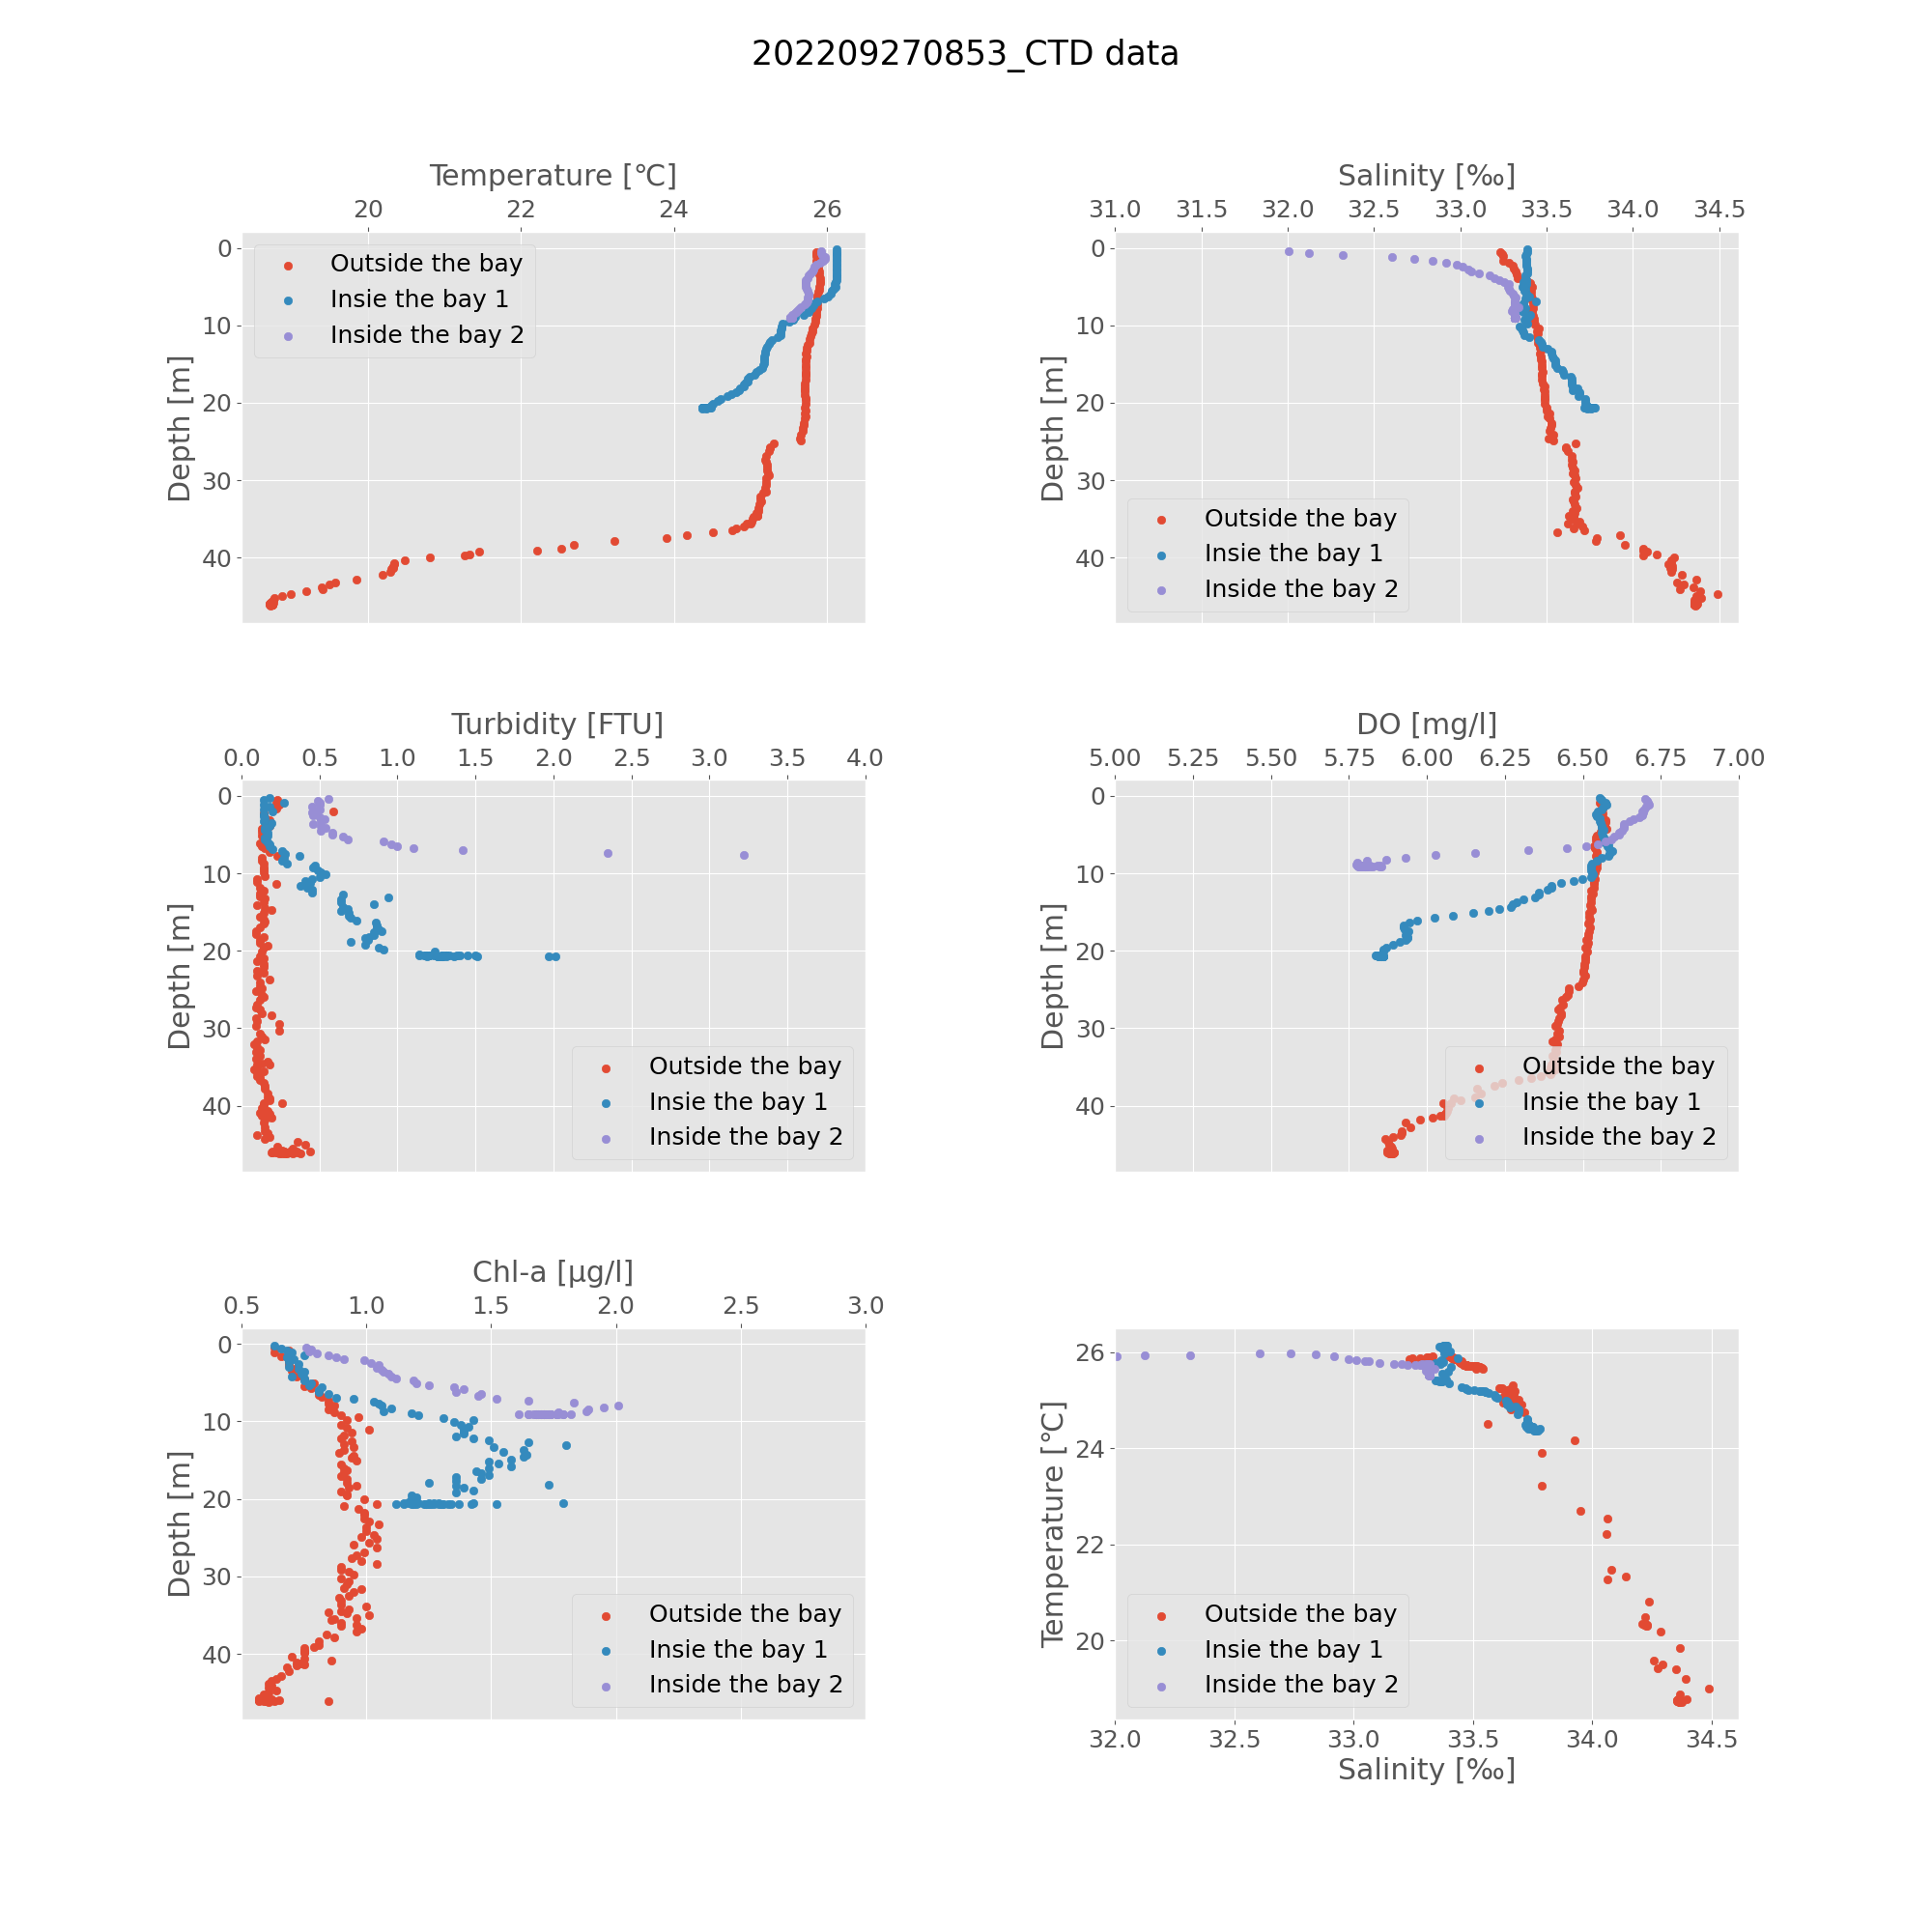 202209270853_CTD data
Temperature [℃]
20 22 24 26
0
10
20
30
40
Depth [m]
Outside the bay
Insie the bay 1
Inside the bay 2
Salinity [‰]
31.0 31.5 32.0 32.5 33.0 33.5 34.0 34.5
0
10
20
30
40
Depth [m]
Outside the bay
Insie the bay 1
Inside the bay 2
Turbidity [FTU]
0.0 0.5 1.0 1.5 2.0 2.5 3.0 3.5 4.0
0
10
20
30
40
Depth [m]
Outside the bay
Insie the bay 1
Inside the bay 2
DO [mg/l]
5.00 5.25 5.50 5.75 6.00 6.25 6.50 6.75 7.00
0
10
20
30
40
Depth [m]
Outside the bay
Insie the bay 1
Inside the bay 2
Chl-a [μg/l]
0.5 1.0 1.5 2.0 2.5 3.0
0
10
20
30
40
Depth [m]
Outside the bay
Insie the bay 1
Inside the bay 2
26
24
22
20
Temperature [℃]
Outside the bay
Insie the bay 1
Inside the bay 2
32.0 32.5 33.0 33.5 34.0 34.5
Salinity [‰]